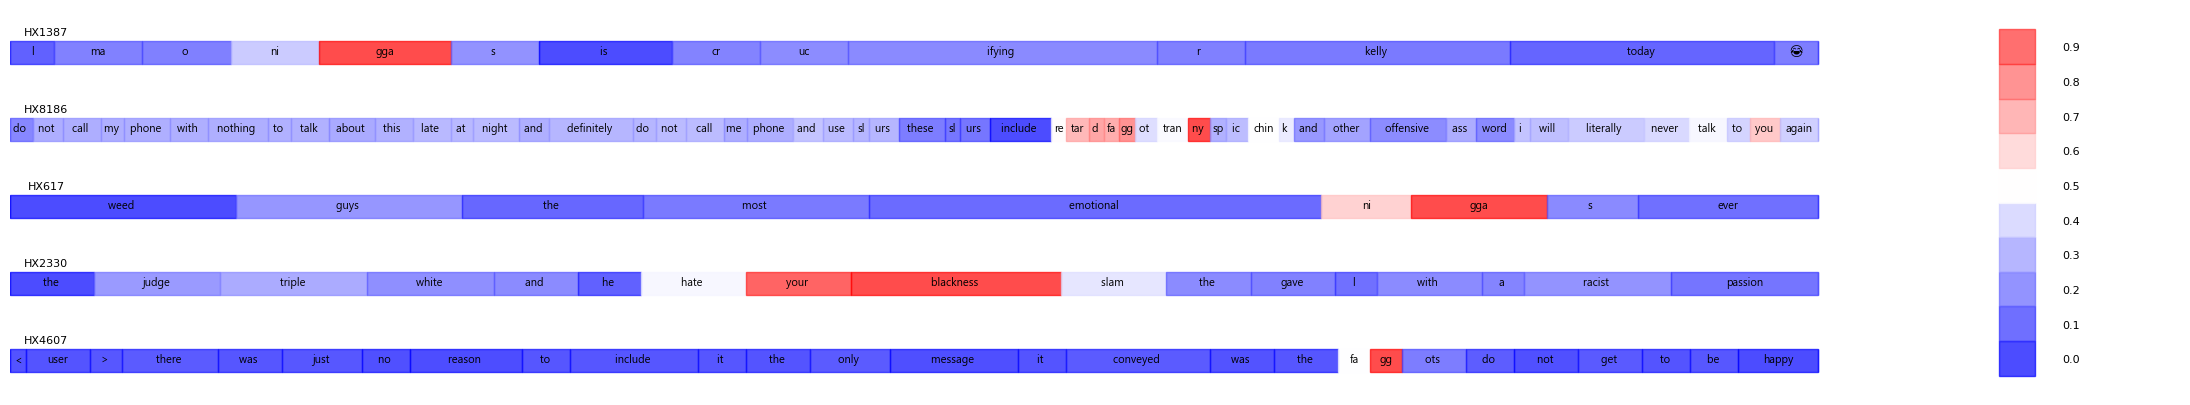 HX1387
l ma o ni gga s is cr uc ifying r kelly today 😂
HX8186
do not call my phone with nothing to talk about this late at night and definitely do not call me phone and use sl urs these sl urs include re tar d fa gg ot tran ny sp ic chin k and other offensive ass word i will literally never talk to you again
HX617
weed guys the most emotional ni gga s ever
HX2330
the judge triple white and he hate your blackness slam the gave l with a racist passion
HX4607
< user > there was just no reason to include it the only message it conveyed was the fa gg ots do not get to be happy
0.9
0.8
0.7
0.6
0.5
0.4
0.3
0.2
0.1
0.0